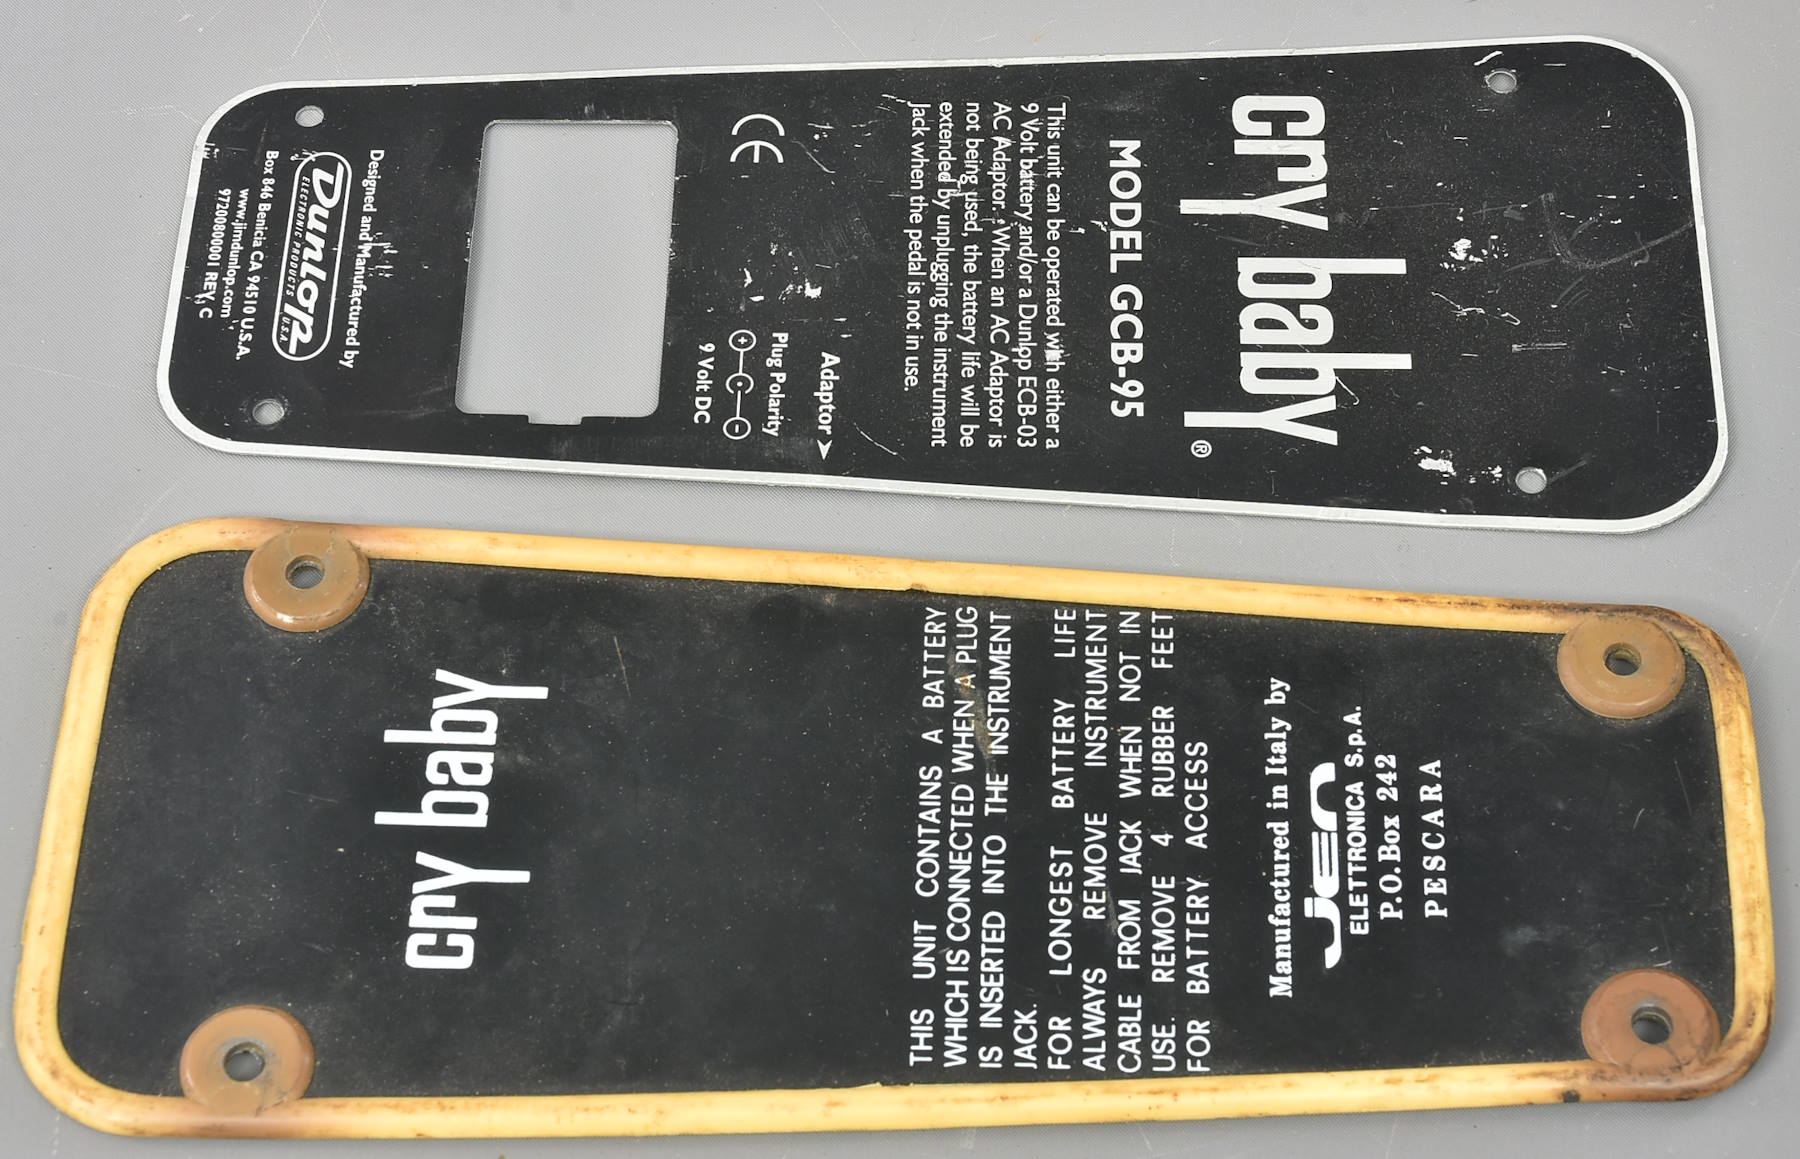 cry baby®
MODEL GCB-95
This unit can be operated with either a
9 Volt battery and/or a Dunlop ECB-03
AC Adaptor. When an AC Adaptor is
not being used, the battery life will be
extended by unplugging the instrument
Jack when the pedal is not in use.
Adaptor >
CE
Plug Polarity
+ C -
9 Volt DC
Designed and Manufactured by
Dunlop
ELECTRONIC PRODUCTS U.S.A.
Box 846 Benicia CA 94510 U.S.A.
www.jimdunlop.com
97200800001 REV. C
cry baby
THIS UNIT CONTAINS A BATTERY
WHICH IS CONNECTED WHEN A PLUG
IS INSERTED INTO THE INSTRUMENT
JACK.
FOR LONGEST BATTERY LIFE
ALWAYS REMOVE INSTRUMENT
CABLE FROM JACK WHEN NOT IN
USE. REMOVE 4 RUBBER FEET
FOR BATTERY ACCESS
Manufactured in Italy by
Jen
ELETTRONICA S.p.A.
P.O. Box 242
PESCARA